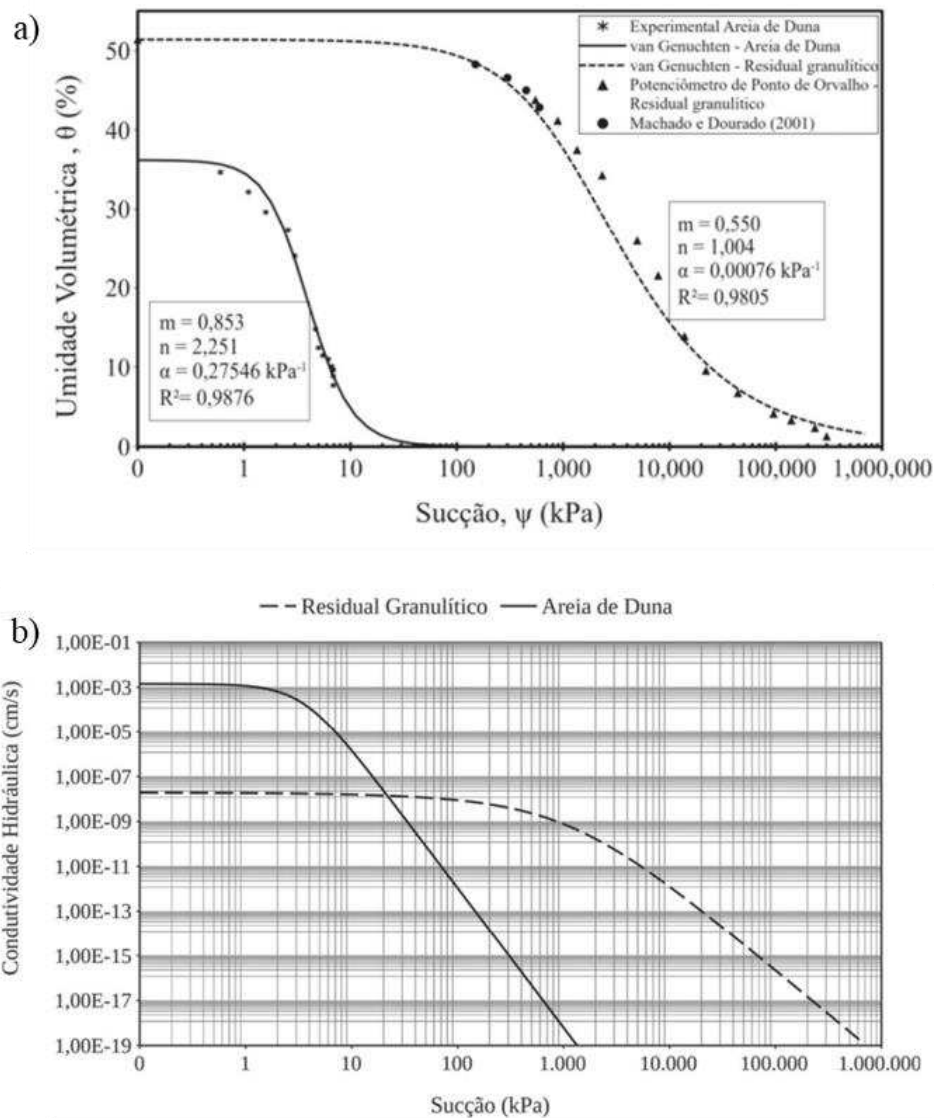 a)
Experimental Areia de Duna
van Genuchten - Areia de Duna
van Genuchten - Residual granulítico
Potenciômetro de Ponto de Orvalho -
Residual granulítico
Machado e Dourado (2001)
Umidade Volumétrica , θ (%)
50
40
30
20
10
0
m = 0,550
n = 1,004
α = 0,00076 kPa⁻¹
R²= 0,9805
m = 0,853
n = 2,251
α = 0,27546 kPa⁻¹
R²= 0,9876
0 1 10 100 1,000 10,000 100,000 1,000,000
Sucção, ψ (kPa)
b)
Residual Granulítico Areia de Duna
Condutividade Hidráulica (cm/s)
1,00E-01
1,00E-03
1,00E-05
1,00E-07
1,00E-09
1,00E-11
1,00E-13
1,00E-15
1,00E-17
1,00E-19
0 1 10 100 1.000 10.000 100.000 1.000.000
Sucção (kPa)